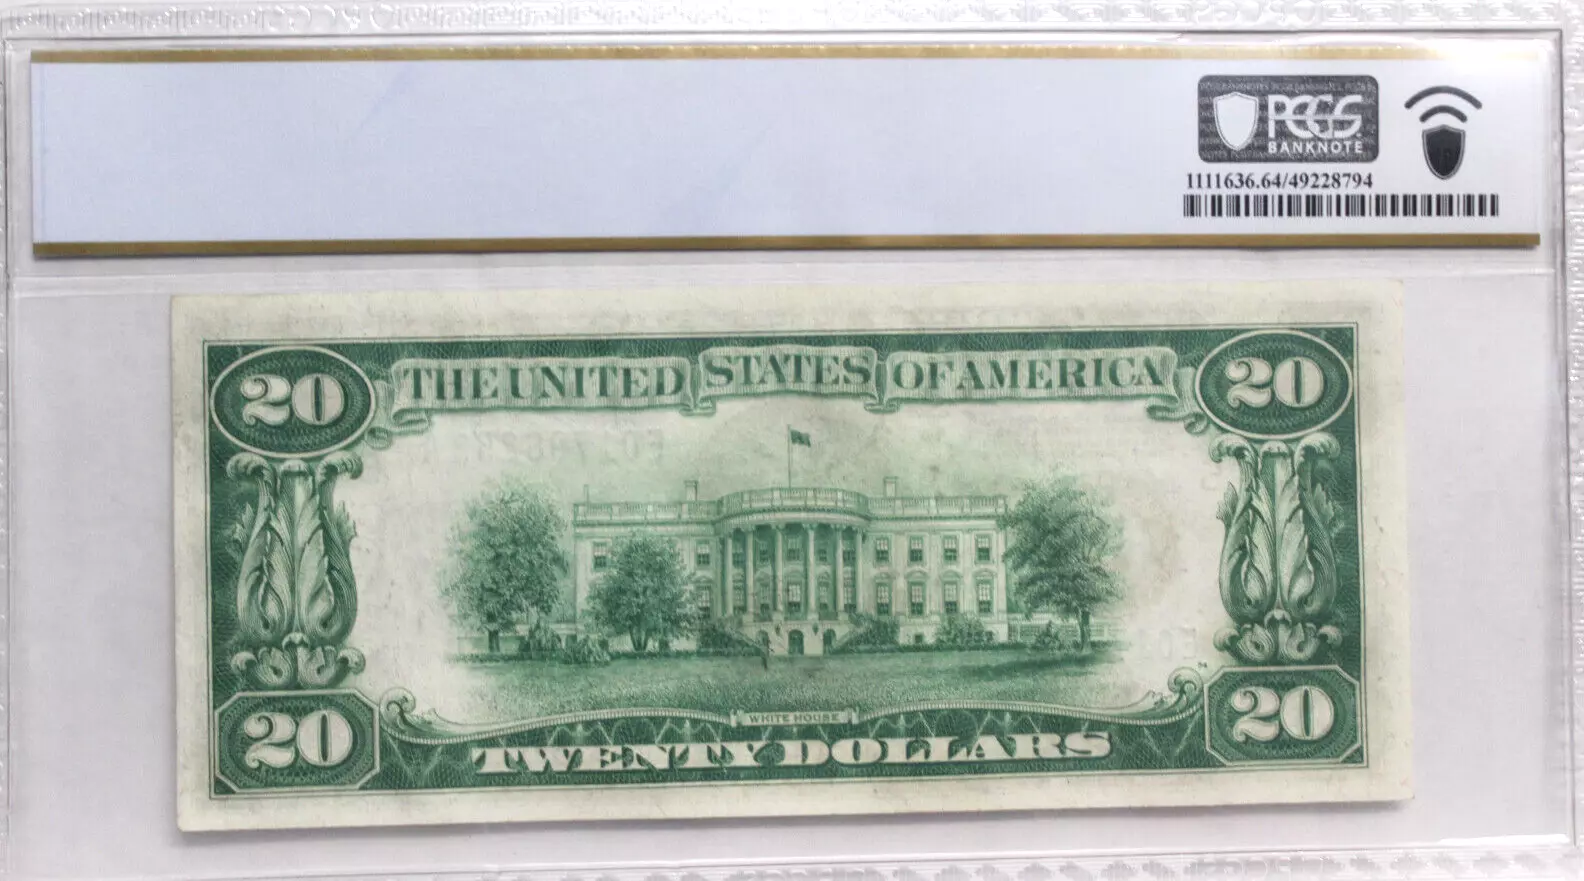 PCGS
BANKNOTE
1111636.64/49228794
20 THE UNITED STATES OF AMERICA 20
WHITE HOUSE
20 TWENTY DOLLARS 20